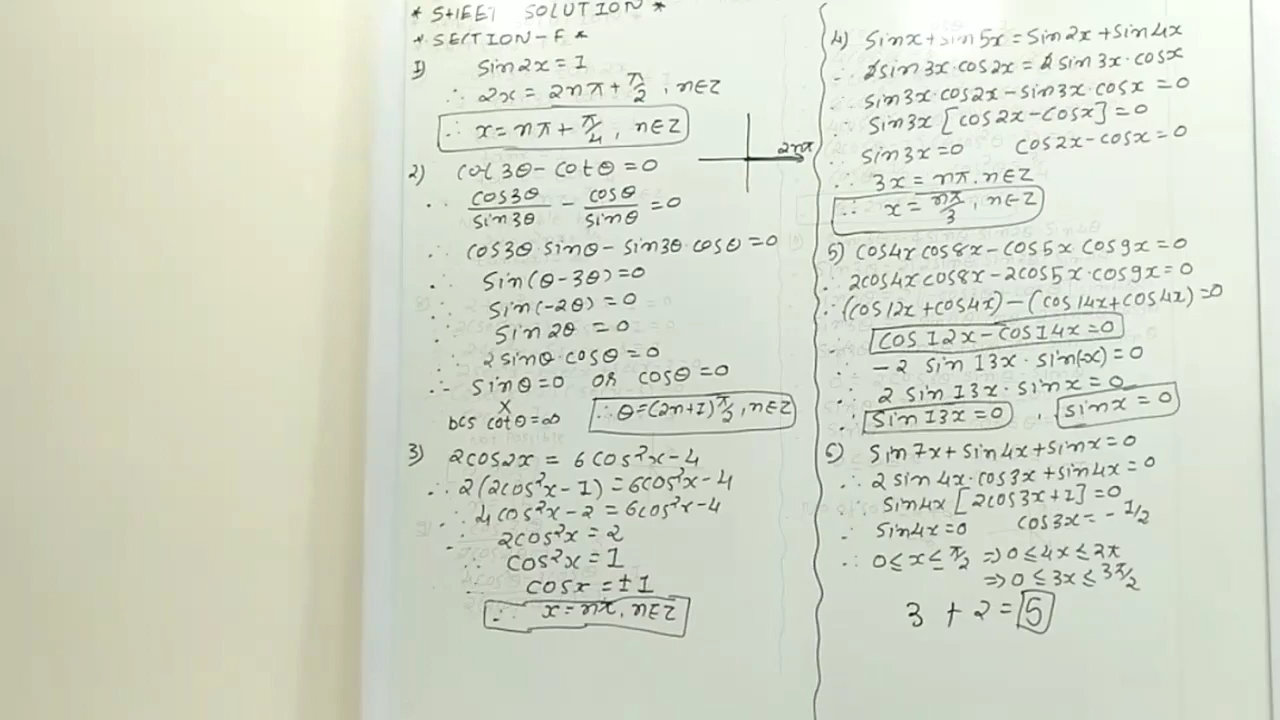 * SHEET SOLUTION *
* SECTION-F *
1) Sin2x = 1
∴ 2x = 2nπ + π/2, n∈Z
∴ x = nπ + π/4, n∈Z
2nπ
2) cot 3θ - cotθ = 0
∴ cos3θ/sin3θ - cosθ/sinθ = 0
∴ cos3θ·sinθ - sin3θ·cosθ = 0
∴ Sin(θ-3θ) = 0
∴ Sin(-2θ) = 0
∴ Sin 2θ = 0
∴ 2sinθ·cosθ = 0
∴ sinθ = 0 or cosθ = 0
x
bcs cotθ = ∞ ∴ θ = (2n+1)π/2, n∈Z
3) 2cos2x = 6cos²x - 4
∴ 2(2cos²x - 1) = 6cos²x - 4
∴ 4cos²x - 2 = 6cos²x - 4
∴ 2cos²x = 2
∴ cos²x = 1
∴ cosx = ±1
∴ x = nπ, n∈Z
4) Sinx + sin5x = sin2x + sin4x
∴ 2sin3x·cos2x = 2sin3x·cosx
∴ sin3x·cos2x - sin3x·cosx = 0
∴ sin3x [cos2x - cosx] = 0
∴ sin3x = 0 cos2x - cosx = 0
∴ 3x = nπ, n∈Z
∴ x = nπ/3, n∈Z
5) cos4x cos8x - cos5x cos9x = 0
∴ 2cos4x cos8x - 2cos5x·cos9x = 0
∴ (cos12x + cos4x) - (cos14x + cos4x) = 0
∴ cos12x - cos14x = 0
∴ -2 sin13x·sin(-x) = 0
∴ 2 sin13x·sinx = 0
∴ sin13x = 0, sinx = 0
6) Sin7x + sin4x + sinx = 0
∴ 2sin4x·cos3x + sin4x = 0
∴ sin4x [2cos3x + 1] = 0
∴ sin4x = 0 cos3x = -1/2
∴ 0 ≤ x ≤ π/2 ⇒ 0 ≤ 4x ≤ 2π
⇒ 0 ≤ 3x ≤ 3π/2
3 + 2 = 5